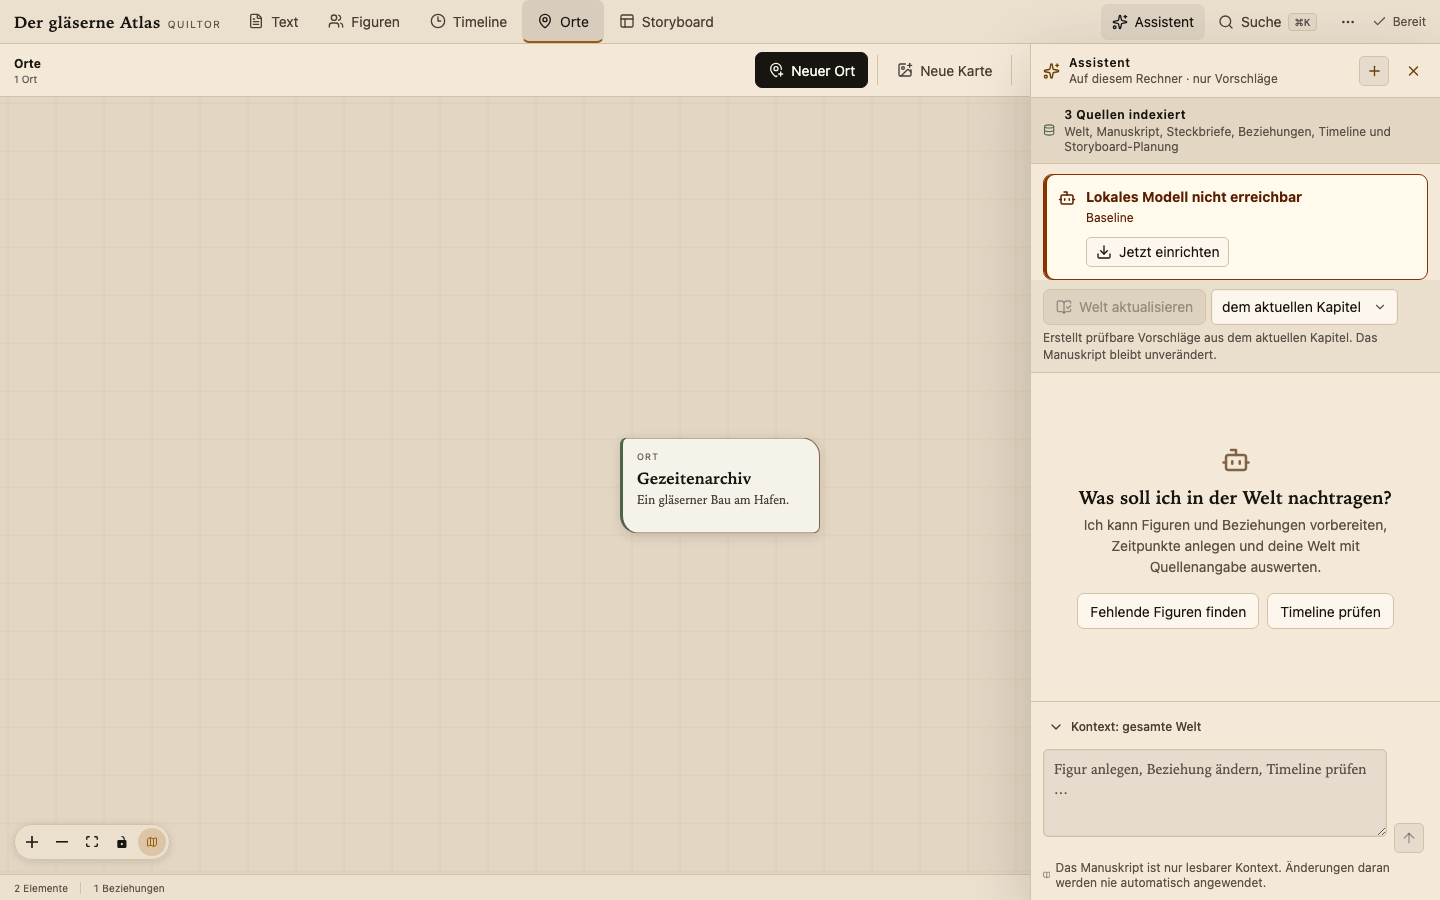 Der gläserne Atlas QUILTOR
Text
Figuren
Timeline
Orte
Storyboard
Assistent
Suche ⌘K
Bereit
Orte
1 Ort
Neuer Ort
Neue Karte
Assistent
Auf diesem Rechner · nur Vorschläge
3 Quellen indexiert
Welt, Manuskript, Steckbriefe, Beziehungen, Timeline und
Storyboard-Planung
Lokales Modell nicht erreichbar
Baseline
Jetzt einrichten
Welt aktualisieren
dem aktuellen Kapitel
Erstellt prüfbare Vorschläge aus dem aktuellen Kapitel. Das
Manuskript bleibt unverändert.
ORT
Gezeitenarchiv
Ein gläserner Bau am Hafen.
Was soll ich in der Welt nachtragen?
Ich kann Figuren und Beziehungen vorbereiten,
Zeitpunkte anlegen und deine Welt mit
Quellenangabe auswerten.
Fehlende Figuren finden
Timeline prüfen
Kontext: gesamte Welt
Figur anlegen, Beziehung ändern, Timeline prüfen
…
Das Manuskript ist nur lesbarer Kontext. Änderungen daran
werden nie automatisch angewendet.
2 Elemente
1 Beziehungen